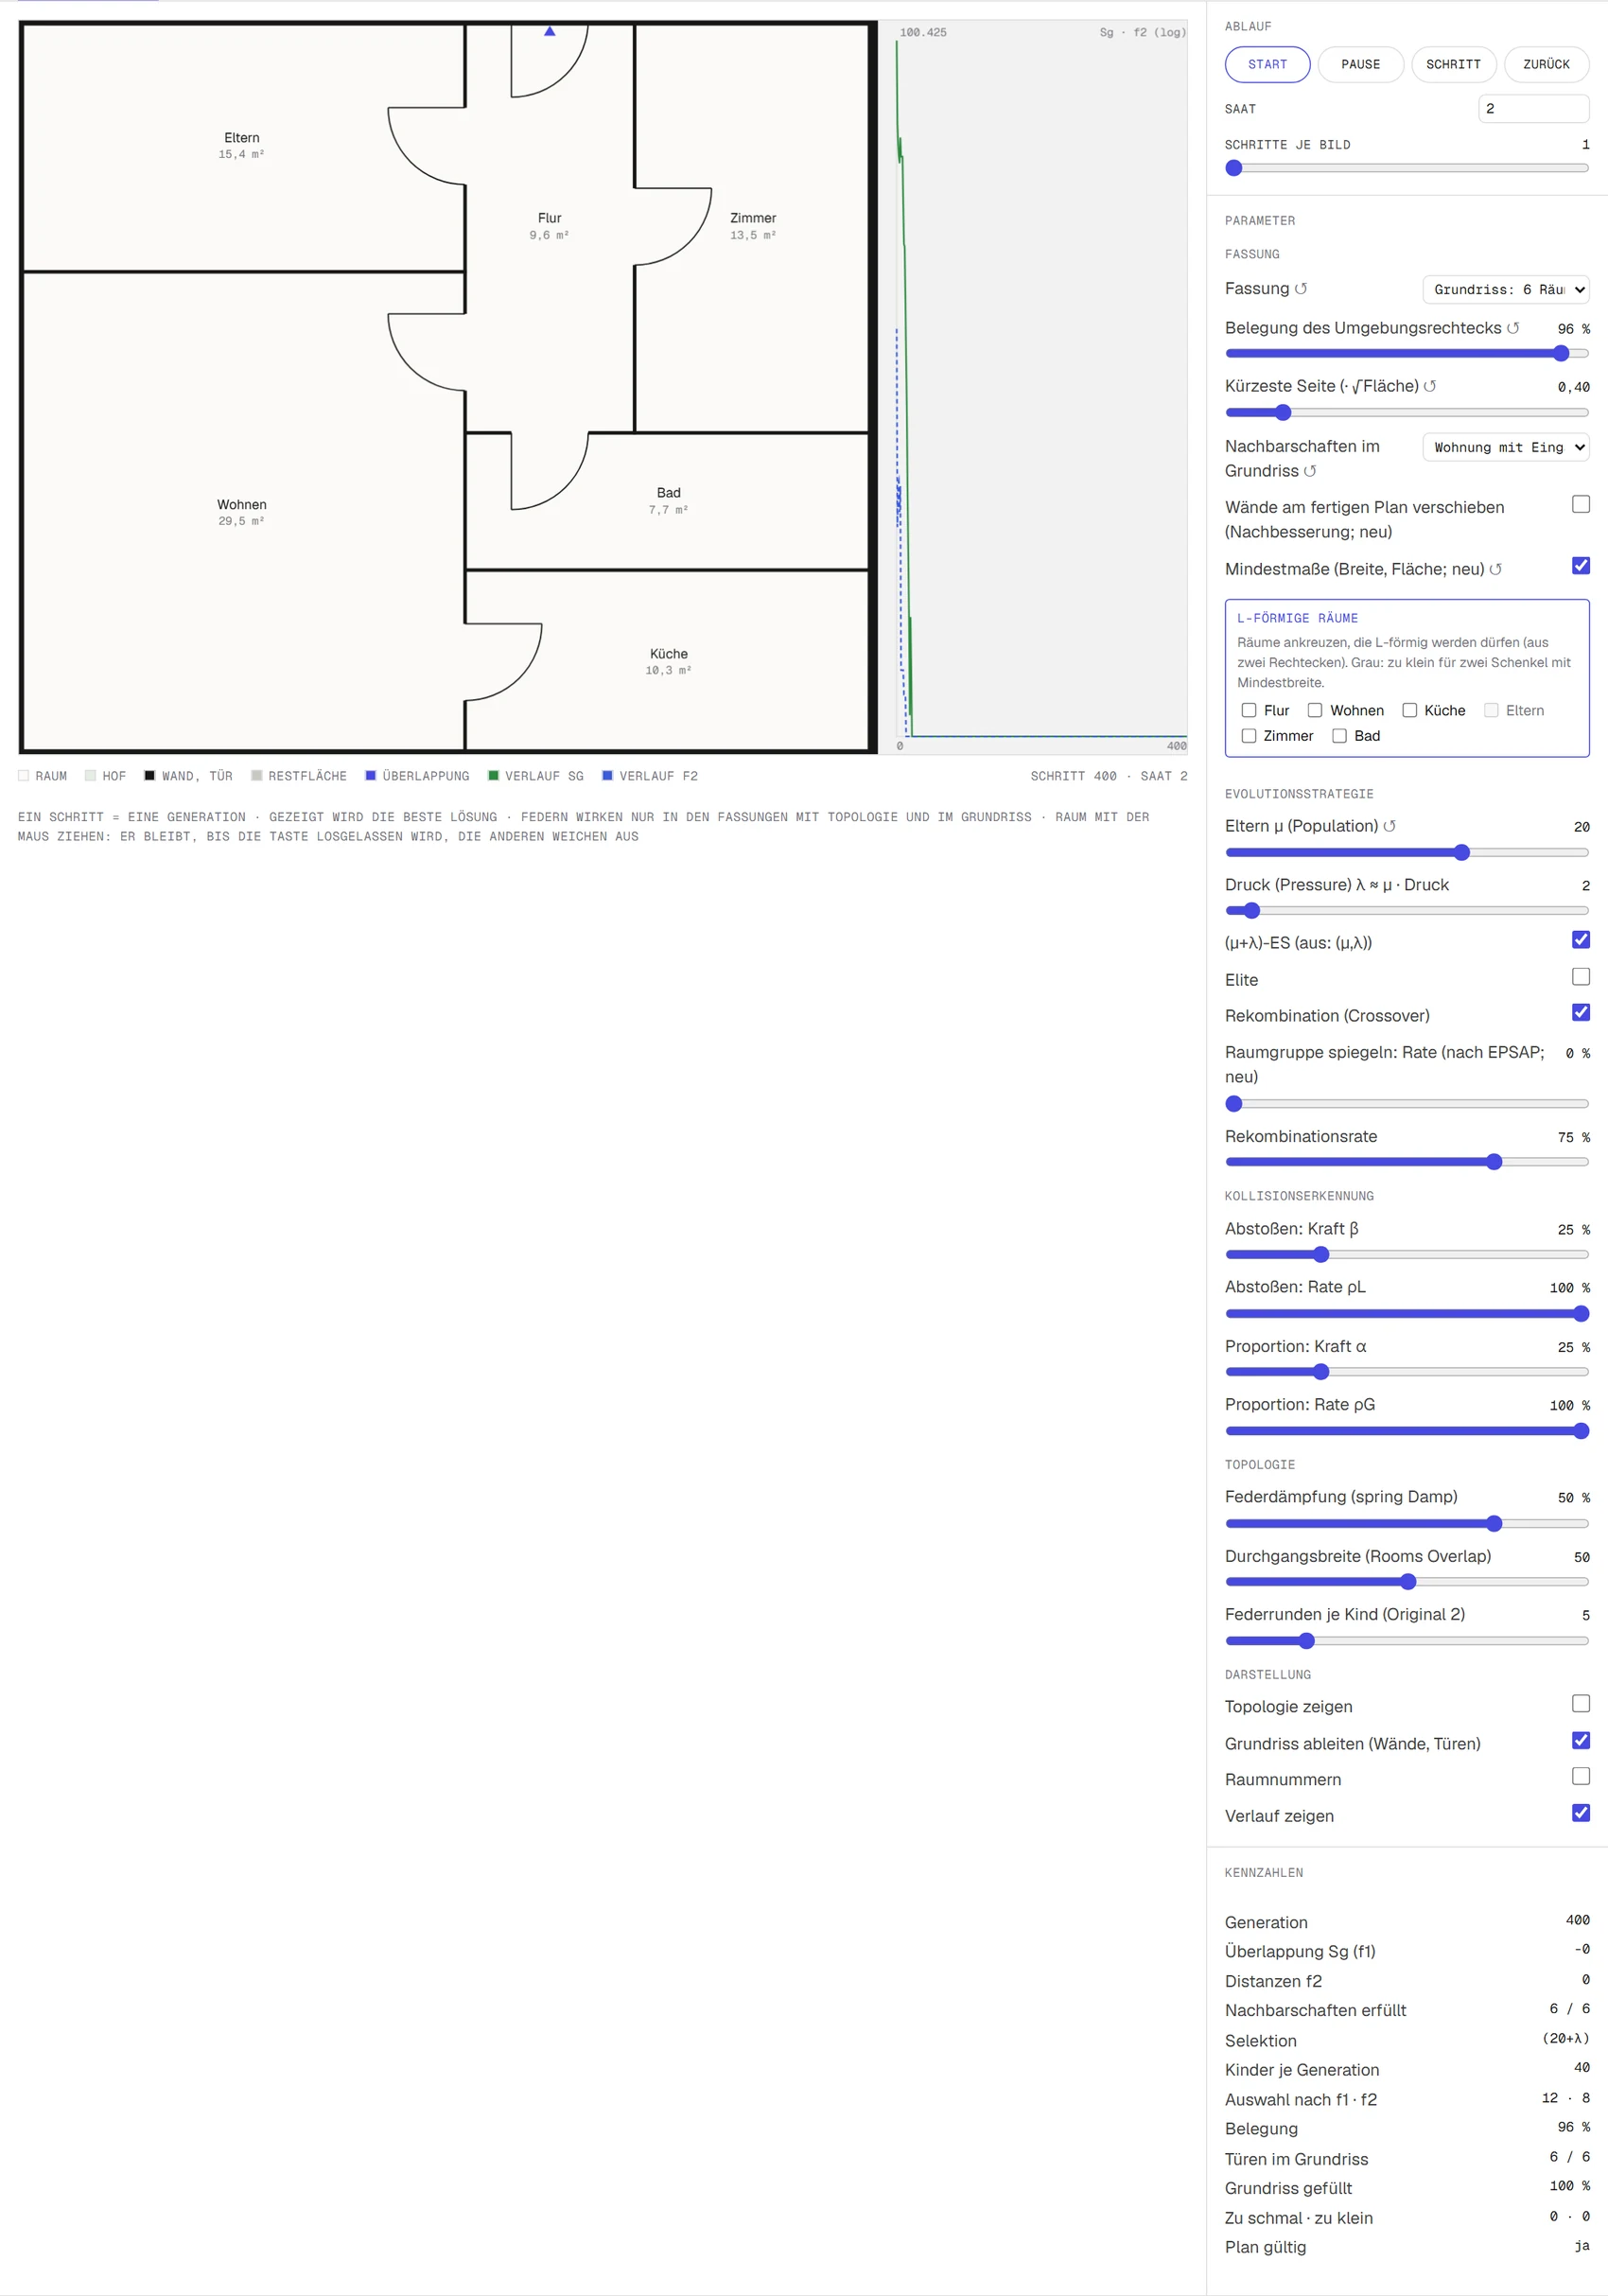 100.425
Sg · f2 (log)
Eltern
15,4 m²
Flur
9,6 m²
Zimmer
13,5 m²
Wohnen
29,5 m²
Bad
7,7 m²
Küche
10,3 m²
0
400
RAUM HOF WAND, TÜR RESTFLÄCHE ÜBERLAPPUNG VERLAUF SG VERLAUF F2
SCHRITT 400 · SAAT 2
EIN SCHRITT = EINE GENERATION · GEZEIGT WIRD DIE BESTE LÖSUNG · FEDERN WIRKEN NUR IN DEN FASSUNGEN MIT TOPOLOGIE UND IM GRUNDRISS · RAUM MIT DER
MAUS ZIEHEN: ER BLEIBT, BIS DIE TASTE LOSGELASSEN WIRD, DIE ANDEREN WEICHEN AUS
ABLAUF
START PAUSE SCHRITT ZURÜCK
SAAT 2
SCHRITTE JE BILD 1
PARAMETER
FASSUNG
Fassung ↺ Grundriss: 6 Räu
Belegung des Umgebungsrechtecks ↺ 96 %
Kürzeste Seite (·√Fläche) ↺ 0,40
Nachbarschaften im
Grundriss ↺
Wohnung mit Eing
Wände am fertigen Plan verschieben
(Nachbesserung; neu)
Mindestmaße (Breite, Fläche; neu) ↺
L-FÖRMIGE RÄUME
Räume ankreuzen, die L-förmig werden dürfen (aus
zwei Rechtecken). Grau: zu klein für zwei Schenkel mit
Mindestbreite.
Flur Wohnen Küche Eltern
Zimmer Bad
EVOLUTIONSSTRATEGIE
Eltern μ (Population) ↺ 20
Druck (Pressure) λ ≈ μ · Druck 2
(μ+λ)-ES (aus: (μ,λ))
Elite
Rekombination (Crossover)
Raumgruppe spiegeln: Rate (nach EPSAP; 0 %
neu)
Rekombinationsrate 75 %
KOLLISIONSERKENNUNG
Abstoßen: Kraft β 25 %
Abstoßen: Rate ρL 100 %
Proportion: Kraft α 25 %
Proportion: Rate ρG 100 %
TOPOLOGIE
Federdämpfung (spring Damp) 50 %
Durchgangsbreite (Rooms Overlap) 50
Federrunden je Kind (Original 2) 5
DARSTELLUNG
Topologie zeigen
Grundriss ableiten (Wände, Türen)
Raumnummern
Verlauf zeigen
KENNZAHLEN
Generation 400
Überlappung Sg (f1) -0
Distanzen f2 0
Nachbarschaften erfüllt 6 / 6
Selektion (20+λ)
Kinder je Generation 40
Auswahl nach f1 · f2 12 · 8
Belegung 96 %
Türen im Grundriss 6 / 6
Grundriss gefüllt 100 %
Zu schmal · zu klein 0 · 0
Plan gültig ja